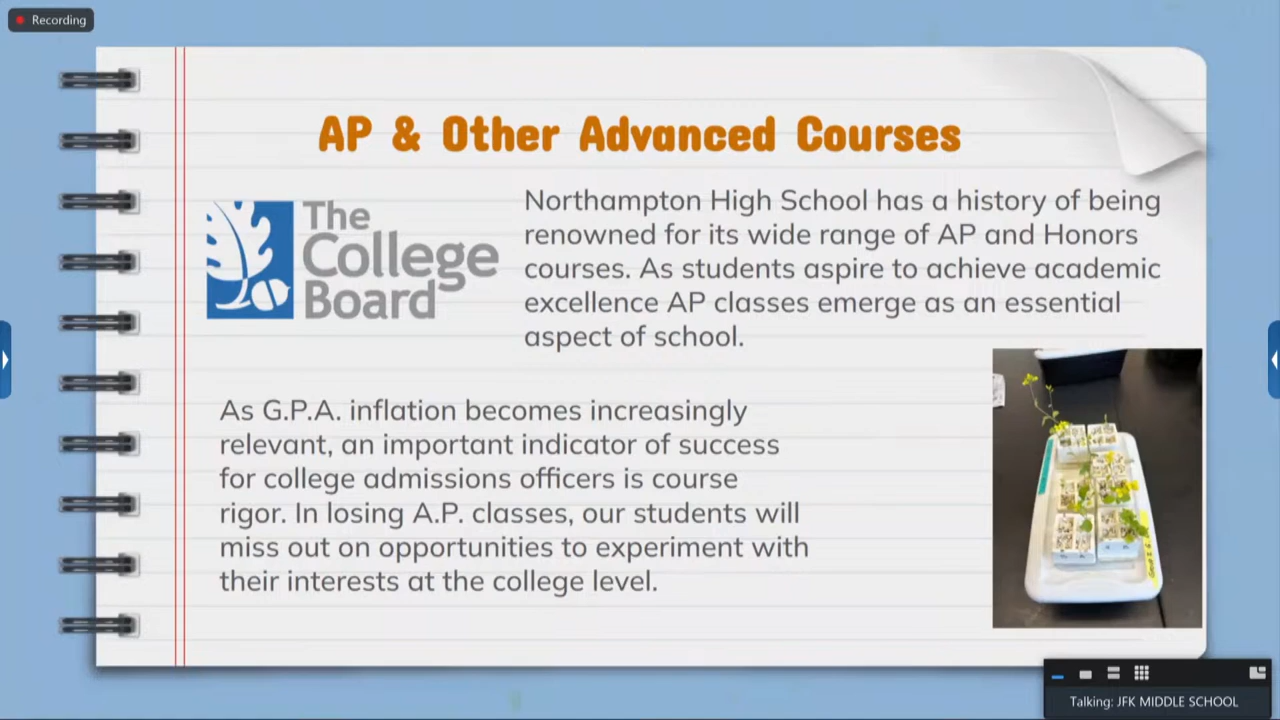 Recording
AP & Other Advanced Courses
The
College
Board
Northampton High School has a history of being
renowned for its wide range of AP and Honors
courses. As students aspire to achieve academic
excellence AP classes emerge as an essential
aspect of school.
As G.P.A. inflation becomes increasingly
relevant, an important indicator of success
for college admissions officers is course
rigor. In losing A.P. classes, our students will
miss out on opportunities to experiment with
their interests at the college level.
Talking: JFK MIDDLE SCHOOL